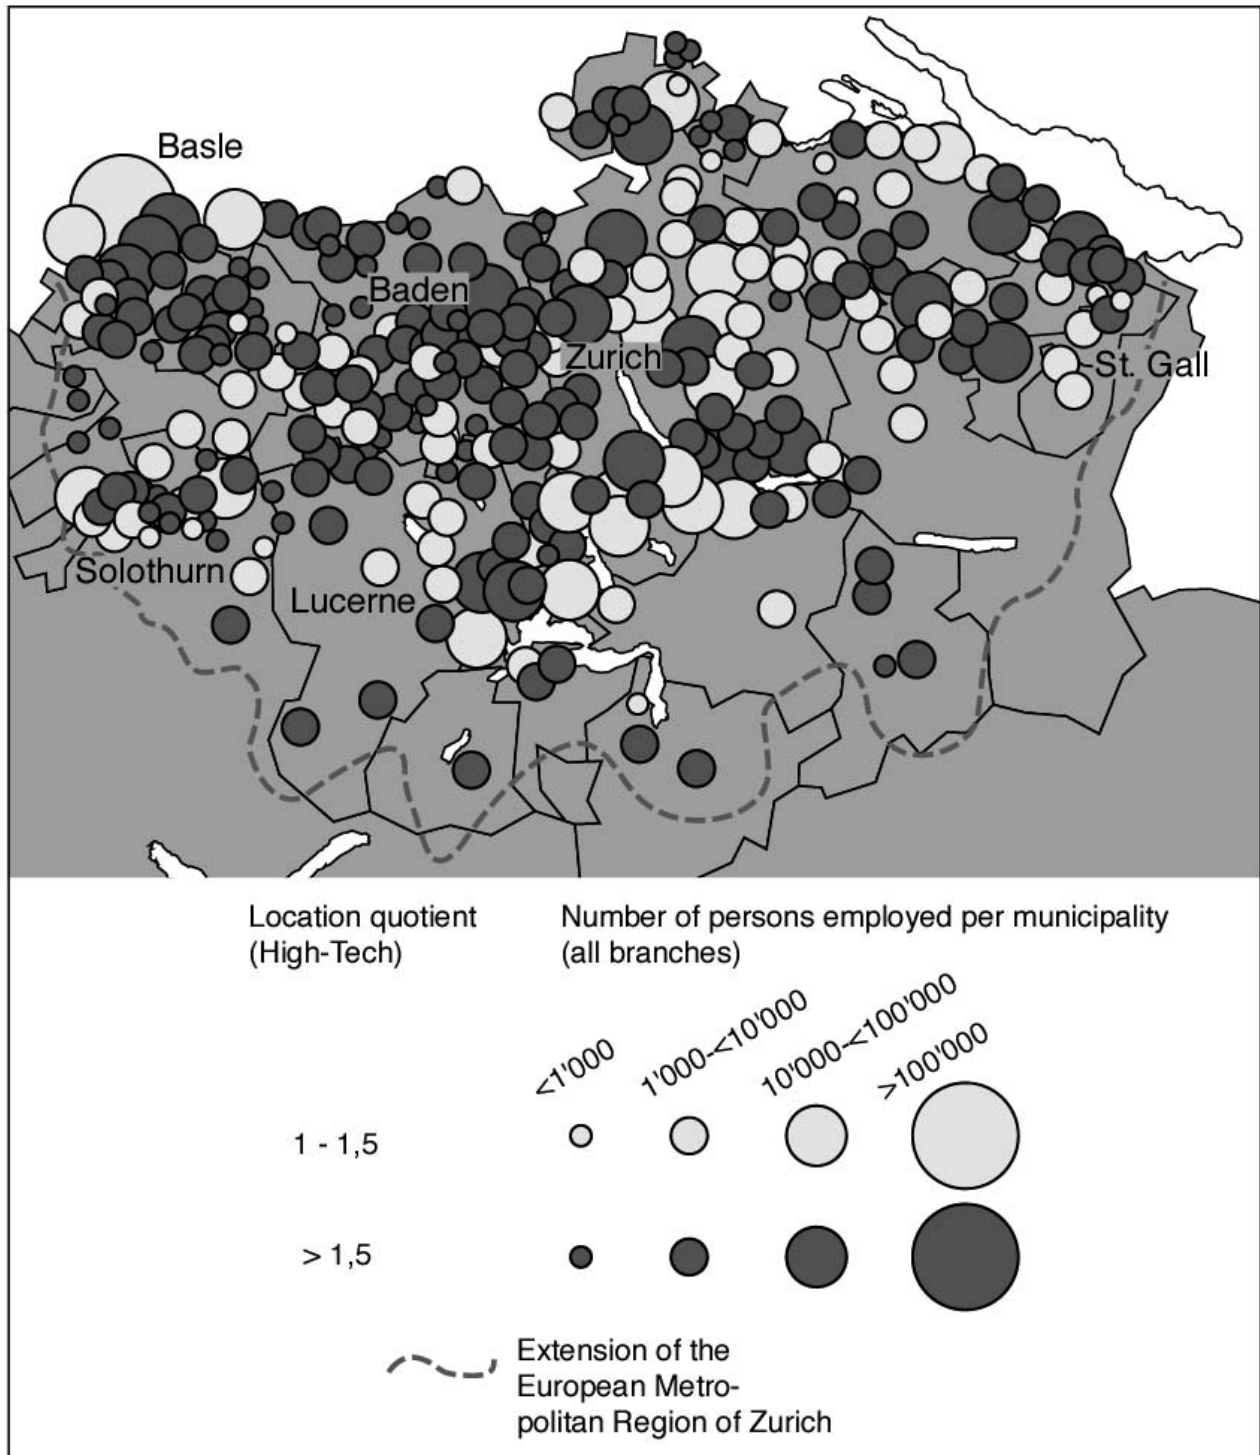 Basle
Baden
Zurich
St. Gall
Solothurn
Lucerne
Location quotient
(High-Tech)
Number of persons employed per municipality
(all branches)
<1'000
1'000-<10'000
10'000-<100'000
>100'000
1 - 1,5
> 1,5
Extension of the
European Metro-
politan Region of Zurich